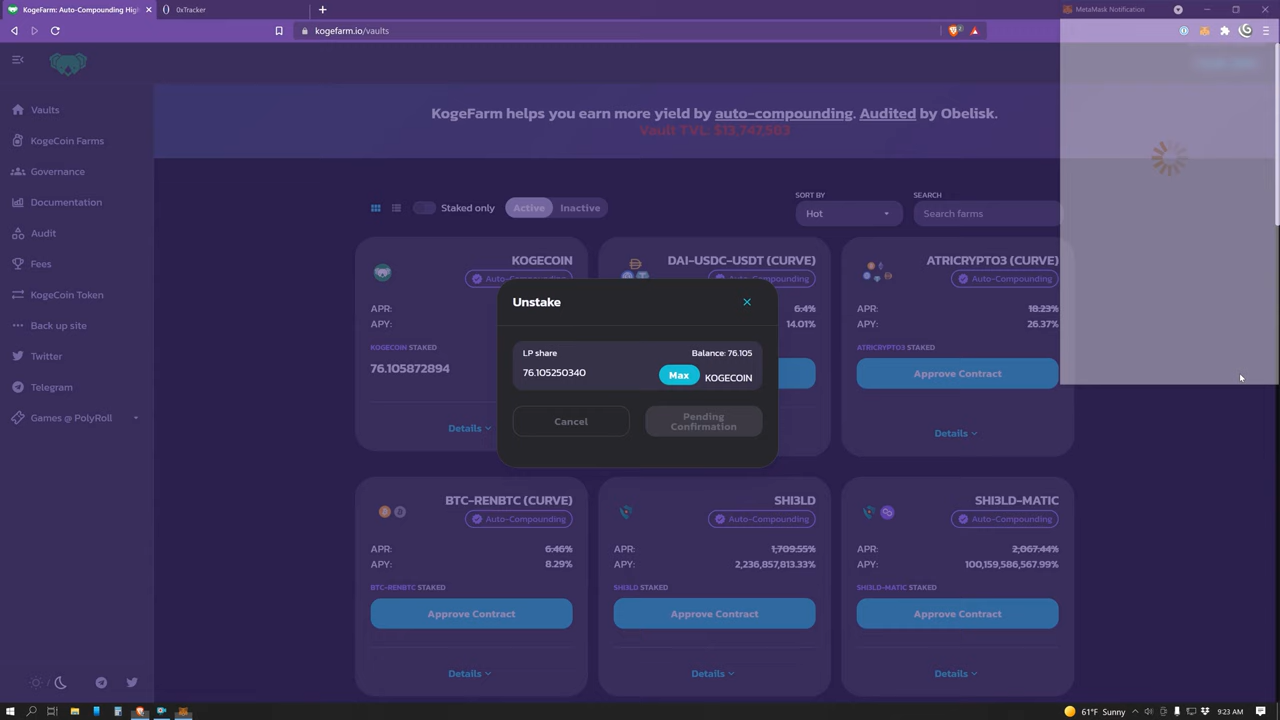 KogeFarm: Auto-Compounding High
0xTracker
MetaMask Notification
kogefarm.io/vaults
Vaults
KogeCoin Farms
Governance
Documentation
Audit
Fees
KogeCoin Token
Back up site
Twitter
Telegram
Games @ PolyRoll
KogeFarm helps you earn more yield by auto-compounding. Audited by Obelisk.
Vault TVL: $13,747,583
Staked only
Active
Inactive
SORT BY
Hot
SEARCH
Search farms
KOGECOIN
APR:
APY:
KOGECOIN STAKED
76.105872894
Details
DAI-USDC-USDT (CURVE)
Auto-Compounding
6.4%
14.01%
ATRICRYPTO3 (CURVE)
Auto-Compounding
APR:
18.23%
APY:
26.37%
ATRICRYPTO3 STAKED
Approve Contract
Details
Unstake
LP share
Balance: 76.105
76.105250340
Max
KOGECOIN
Cancel
Pending
Confirmation
BTC-RENBTC (CURVE)
Auto-Compounding
APR:
6.46%
APY:
8.29%
BTC-RENBTC STAKED
Approve Contract
Details
SHI3LD
Auto-Compounding
APR:
1,709.55%
APY:
2,236,857,813.33%
SHI3LD STAKED
Approve Contract
Details
SHI3LD-MATIC
Auto-Compounding
APR:
2,067.44%
APY:
100,159,586,567.99%
SHI3LD-MATIC STAKED
Approve Contract
Details
61°F Sunny
9:23 AM